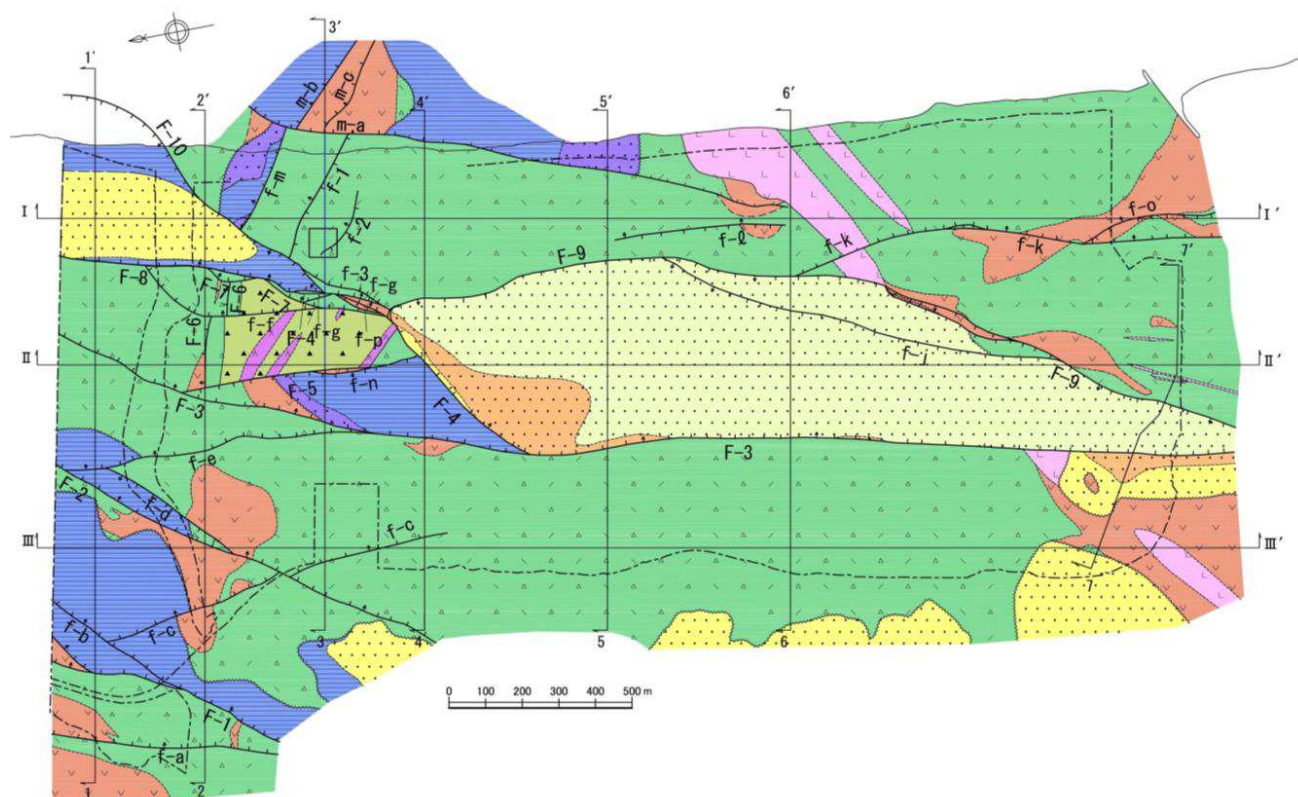 3'
1'
2'
4'
5'
6'
m-b
m-c
m-a
F-10
f-m
f-1
f-2
I
I'
f-o
f-k
f-k
f-ℓ
F-9
7'
F-8
F-7
F-6
f-3
f-g
F-6
f-f
F-4
f-g
f-p
f-j
II
II'
F-9
F-5
f-n
F-3
F-4
F-3
f-e
F-2
f-d
f-c
III
III'
7
f-b
f-c
3
4
5
6
F-1
f-a
1
2
0 100 200 300 400 500 m